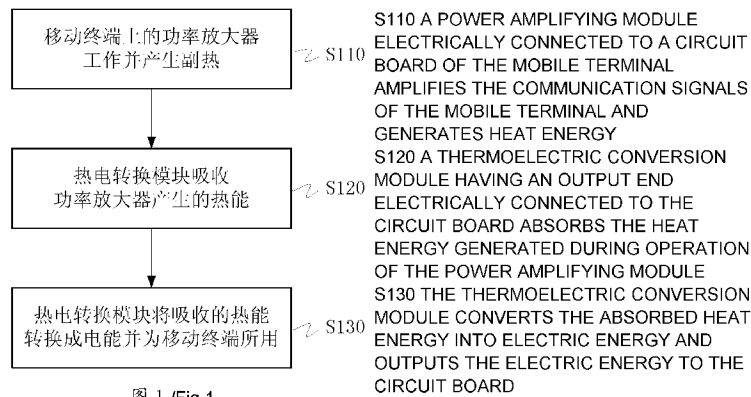 移动终端上的功率放大器
工作并产生副热
S110
热电转换模块吸收
功率放大器产生的热能
S120
热电转换模块将吸收的热能
转换成电能并为移动终端所用
S130
图 1 /Fig.1
S110 A POWER AMPLIFYING MODULE
ELECTRICALLY CONNECTED TO A CIRCUIT
BOARD OF THE MOBILE TERMINAL
AMPLIFIES THE COMMUNICATION SIGNALS
OF THE MOBILE TERMINAL AND
GENERATES HEAT ENERGY
S120 A THERMOELECTRIC CONVERSION
MODULE HAVING AN OUTPUT END
ELECTRICALLY CONNECTED TO THE
CIRCUIT BOARD ABSORBS THE HEAT
ENERGY GENERATED DURING OPERATION
OF THE POWER AMPLIFYING MODULE
S130 THE THERMOELECTRIC CONVERSION
MODULE CONVERTS THE ABSORBED HEAT
ENERGY INTO ELECTRIC ENERGY AND
OUTPUTS THE ELECTRIC ENERGY TO THE
CIRCUIT BOARD